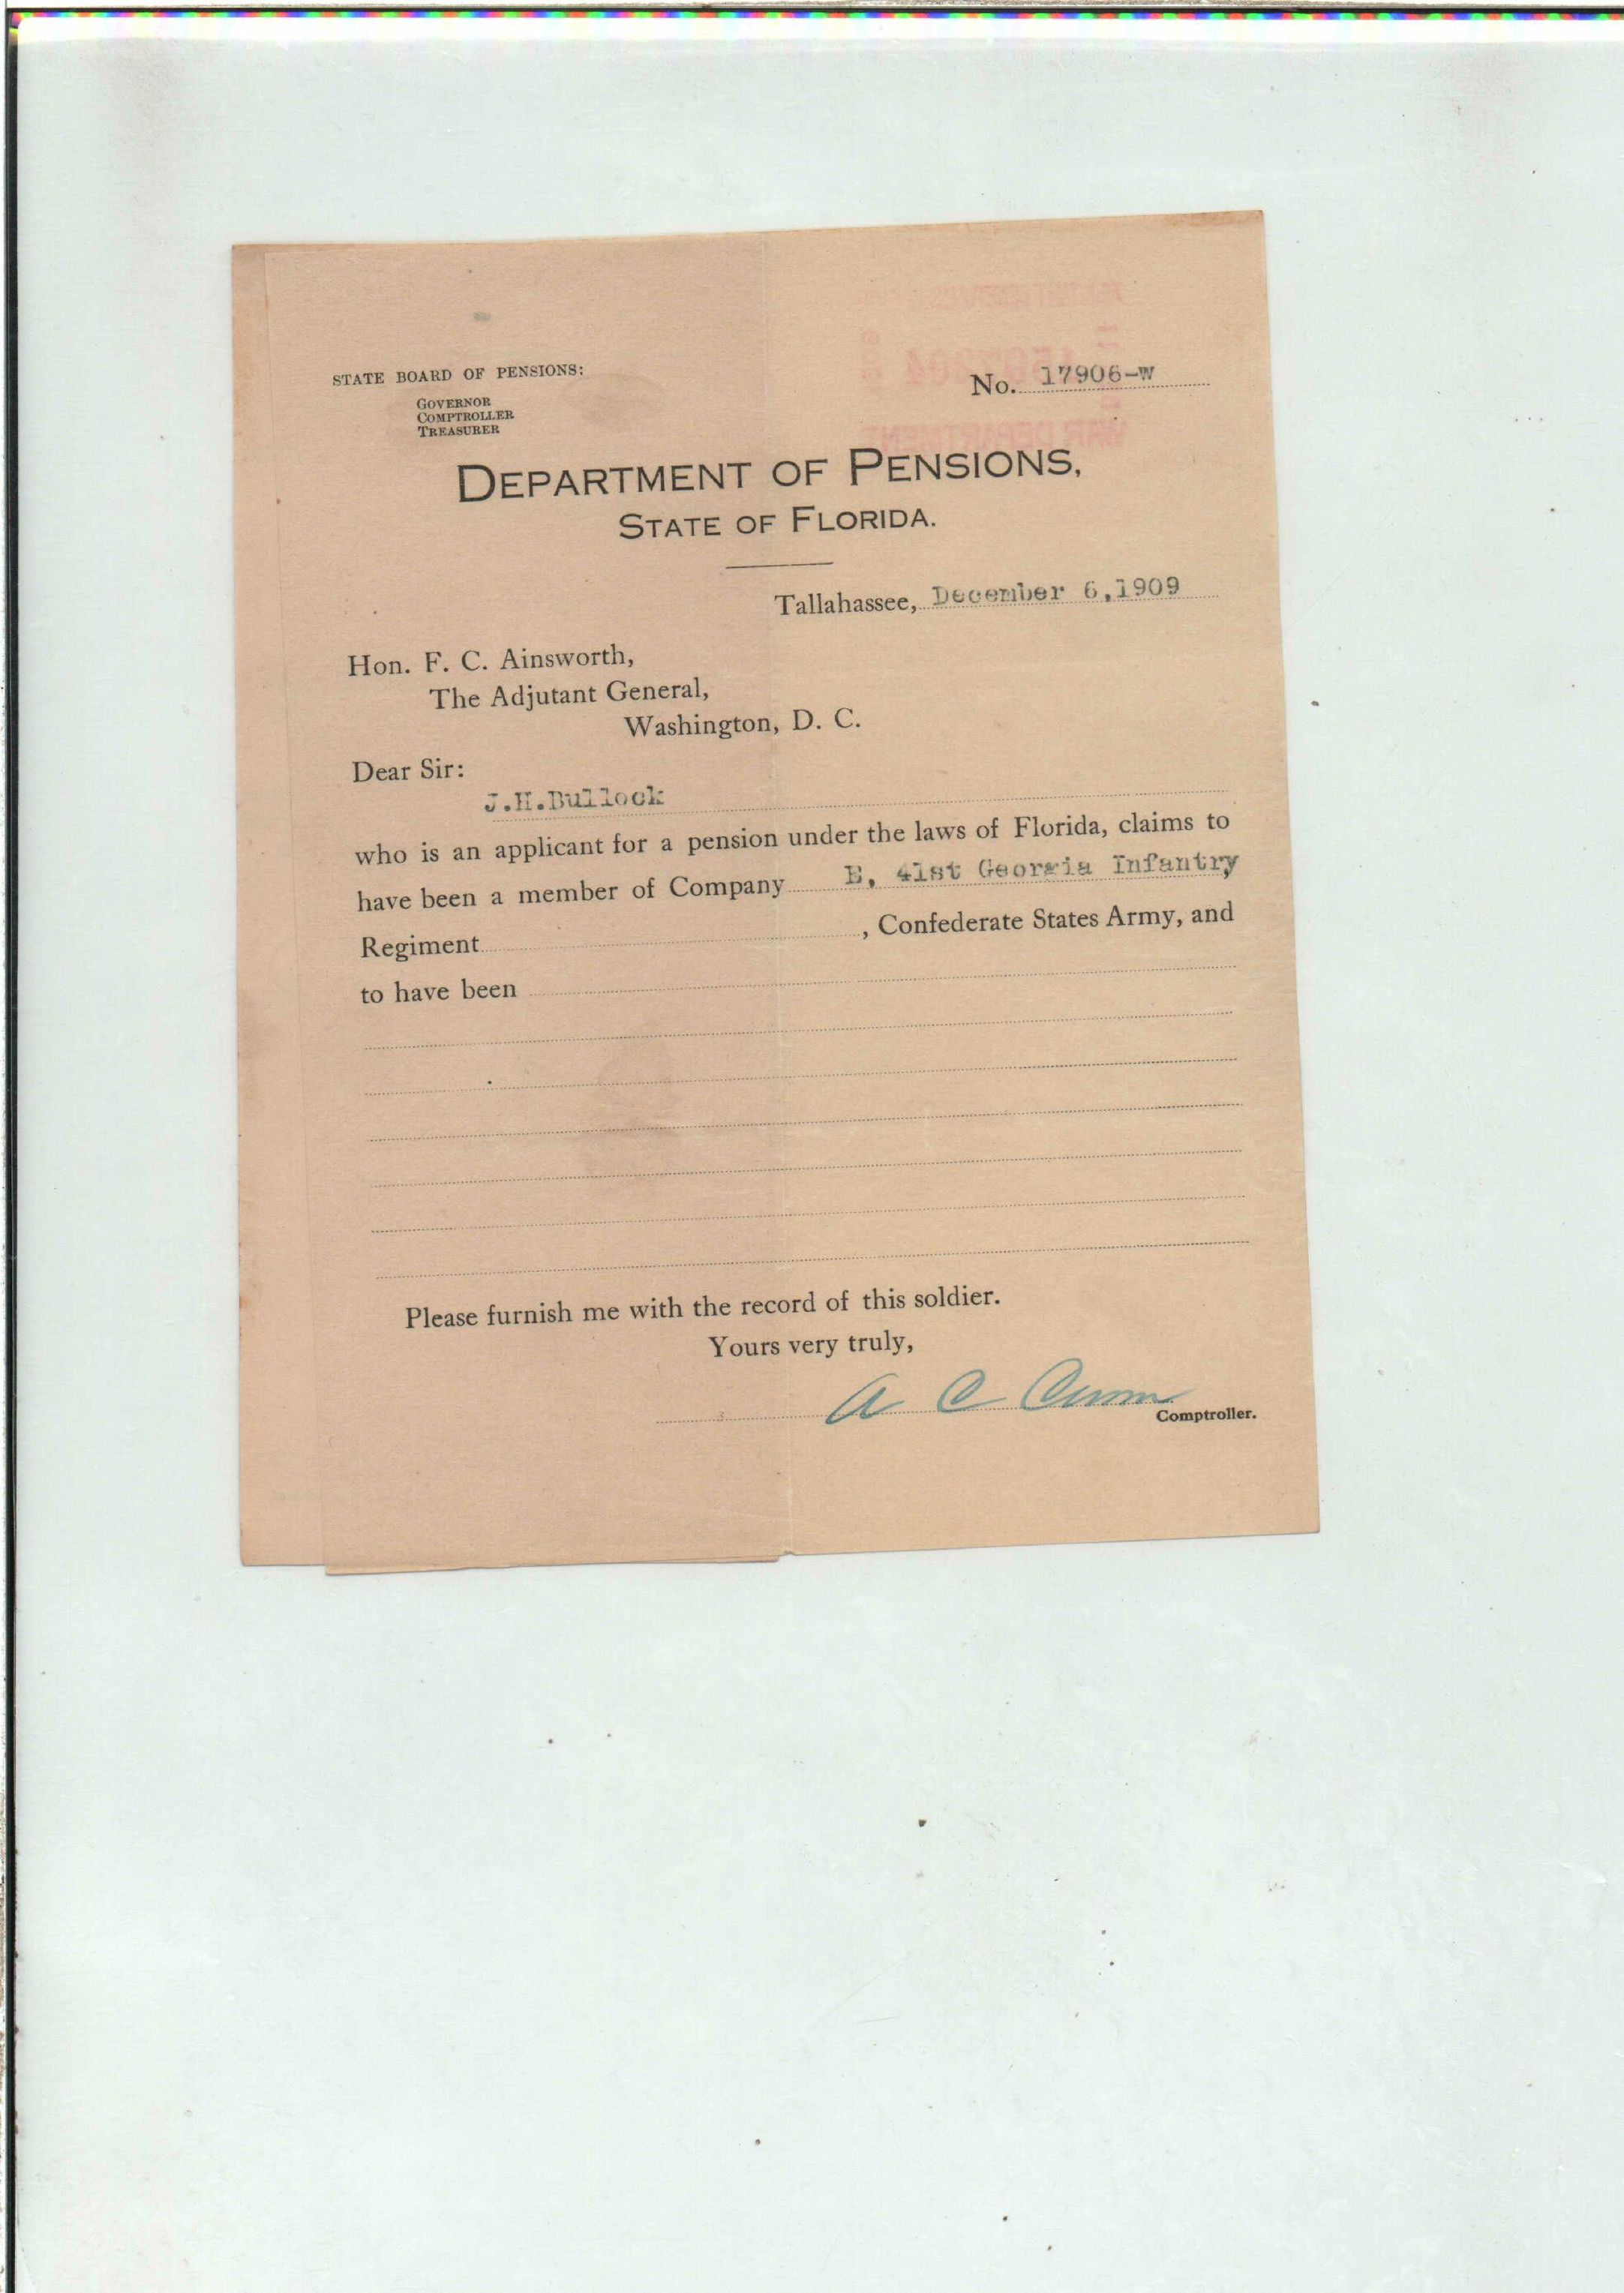 STATE BOARD OF PENSIONS:
GOVERNOR
COMPTROLLER
TREASURER
No. 17906-W
DEPARTMENT OF PENSIONS,
STATE OF FLORIDA.
Tallahassee, December 6,1909
Hon. F. C. Ainsworth,
The Adjutant General,
Washington, D. C.
Dear Sir:
J.H.Bullock
who is an applicant for a pension under the laws of Florida, claims to
have been a member of Company E, 41st Georgia Infantry
Regiment , Confederate States Army, and
to have been
Please furnish me with the record of this soldier.
Yours very truly,
A C Croom
Comptroller.